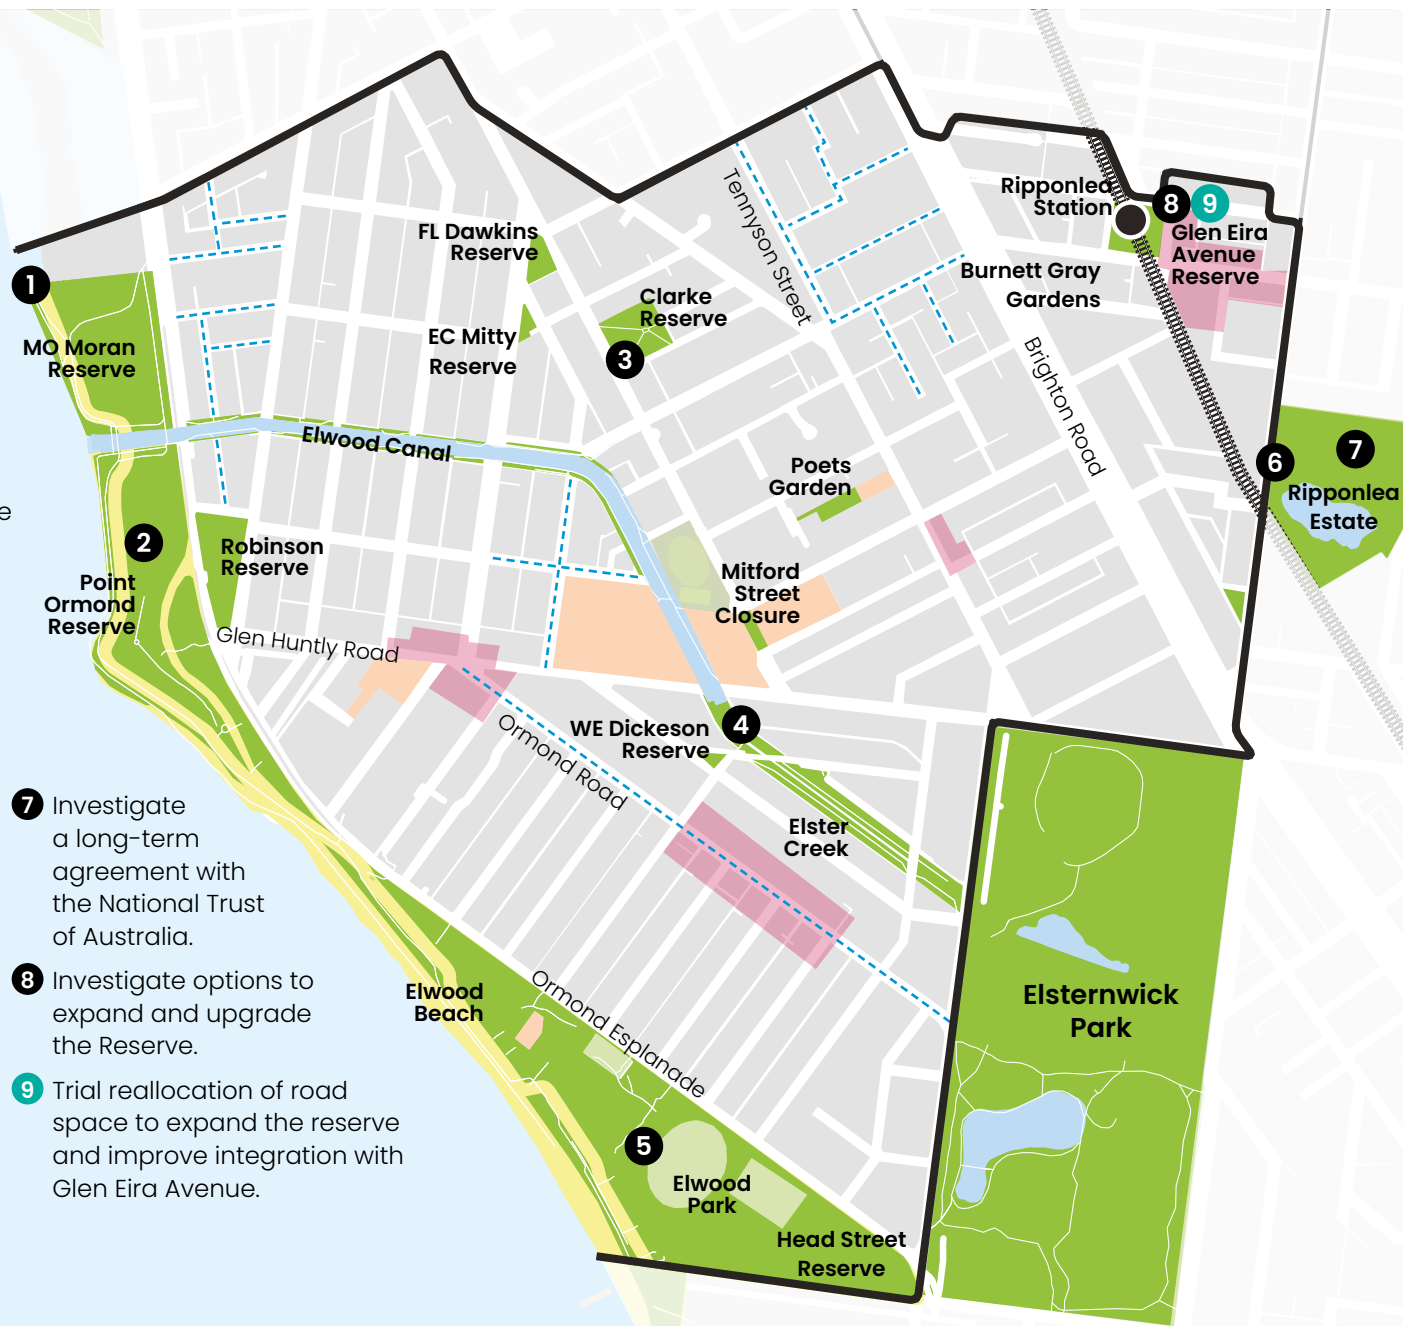 Tennyson Street
Ripponlea
Station
8
9
FL Dawkins
Reserve
Glen Eira
Avenue
Reserve
1
Burnett Gray
Gardens
Clarke
Reserve
EC Mitty
Reserve
MO Moran
Reserve
3
Brighton Road
Elwood Canal
Poets
Garden
6
7
Ripponlea
Estate
e
2
Robinson
Reserve
Point
Ormond
Reserve
Mitford
Street
Closure
Glen Huntly Road
Ormond Road
WE Dickeson
Reserve
4
Elster
Creek
7 Investigate
a long-term
agreement with
the National Trust
of Australia.
8 Investigate options to
expand and upgrade
the Reserve.
9 Trial reallocation of road
space to expand the reserve
and improve integration with
Glen Eira Avenue.
Elwood
Beach
Ormond Esplanade
Elsternwick
Park
5
Elwood
Park
Head Street
Reserve